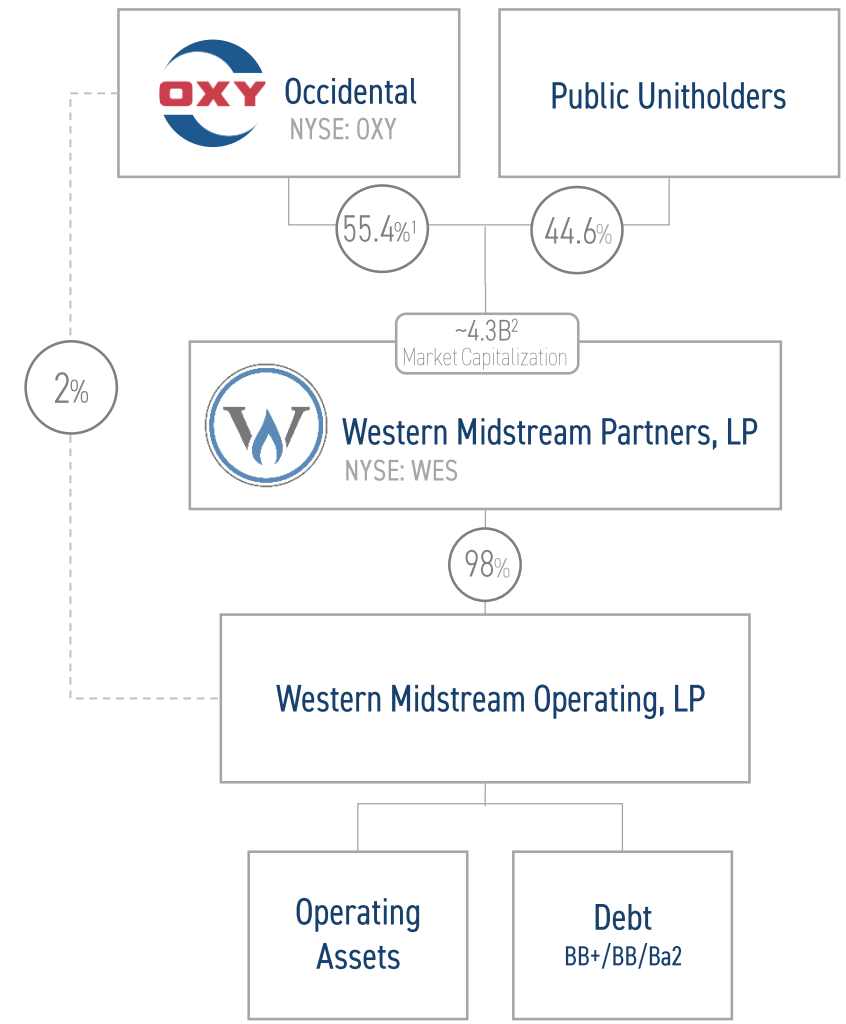 OXY
Occidental
NYSE: OXY
Public Unitholders
55.4%¹
44.6%
~4.3B²
Market Capitalization
2%
W
Western Midstream Partners, LP
NYSE: WES
98%
Western Midstream Operating, LP
Operating
Assets
Debt
BB+/BB/Ba2